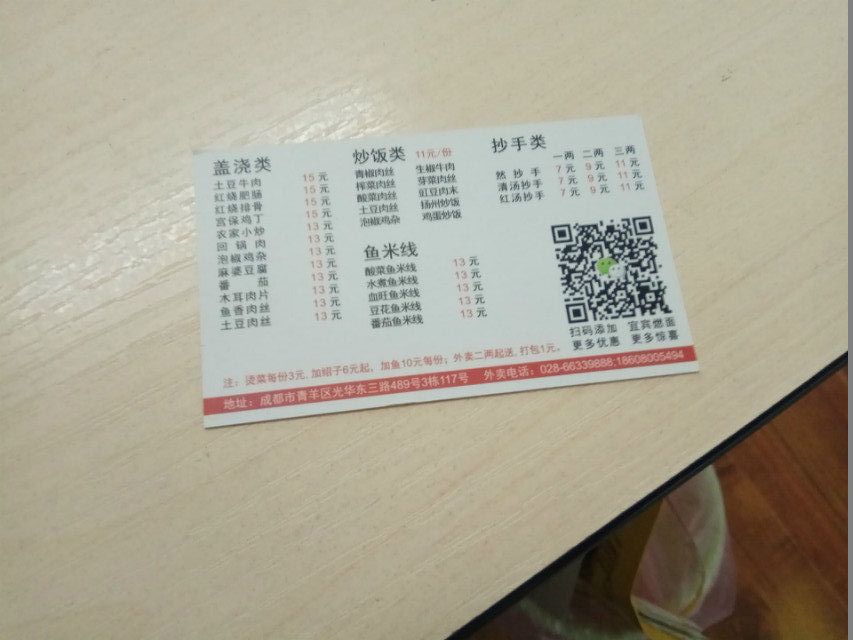 盖浇类
土豆牛肉 15元
红烧肥肠 15元
红烧排骨 15元
宫保鸡丁 15元
农家小炒 13元
回锅肉 13元
泡椒鸡杂 13元
麻婆豆腐 13元
番茄 13元
木耳肉片 13元
鱼香肉丝 13元
土豆肉丝 13元
炒饭类 11元/份
青椒肉丝 生椒牛肉
榨菜肉丝 芽菜肉丝
酸菜肉丝 豇豆肉末
土豆肉丝 扬州炒饭
泡椒鸡杂 鸡蛋炒饭
鱼米线
酸菜鱼米线 13元
水煮鱼米线 13元
血旺鱼米线 13元
豆花鱼米线 13元
番茄鱼米线 13元
抄手类
一两 二两 三两
然抄手 7元 9元 11元
清汤抄手 7元 9元 11元
红汤抄手 7元 9元 11元
扫码添加 宜宾燃面
更多优惠 更多惊喜
注：烫菜每份3元, 加绍子6元起, 加鱼10元每份；外卖二两起送, 打包1元。
地址：成都市青羊区光华东三路489号3栋117号 外卖电话：028-66339888;18608005494